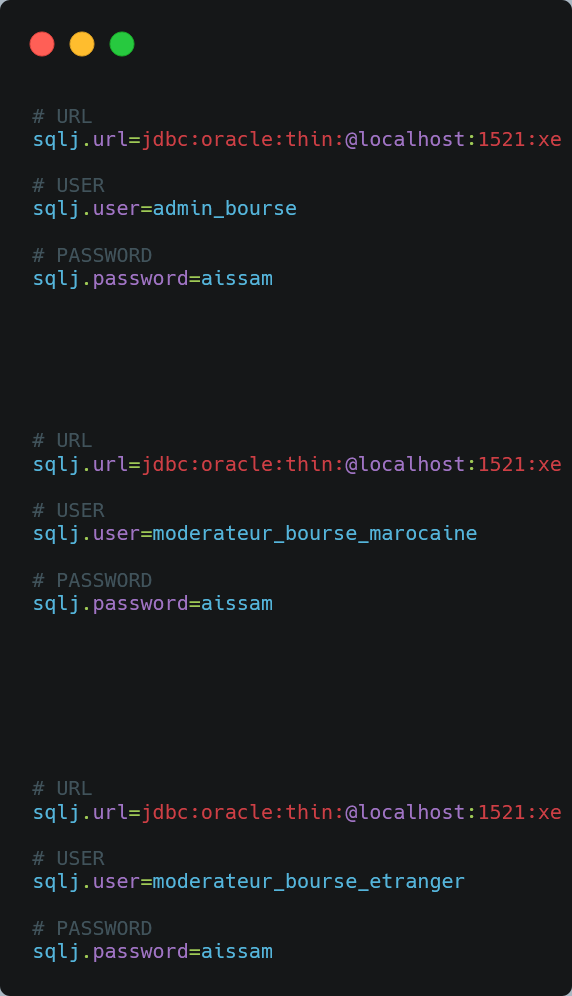 # URL
sqlj.url=jdbc:oracle:thin:@localhost:1521:xe
# USER
sqlj.user=admin_bourse
# PASSWORD
sqlj.password=aissam
# URL
sqlj.url=jdbc:oracle:thin:@localhost:1521:xe
# USER
sqlj.user=moderateur_bourse_marocaine
# PASSWORD
sqlj.password=aissam
# URL
sqlj.url=jdbc:oracle:thin:@localhost:1521:xe
# USER
sqlj.user=moderateur_bourse_etranger
# PASSWORD
sqlj.password=aissam